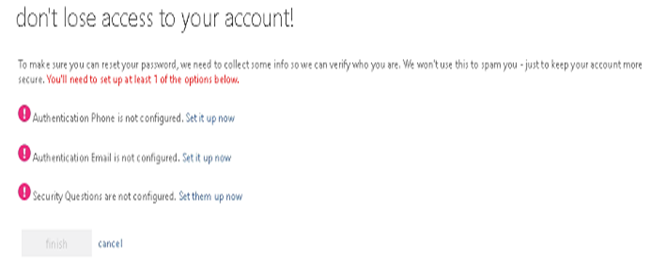 don't lose access to your account!
To make sure you can reset your password, we need to collect some info so we can verify who you are. We won't use this to spam you - just to keep your account more
secure. You'll need to set up at least 1 of the options below.
Authentication Phone is not configured. Set it up now
Authentication Email is not configured. Set it up now
Security Questions are not configured. Set them up now
finish cancel